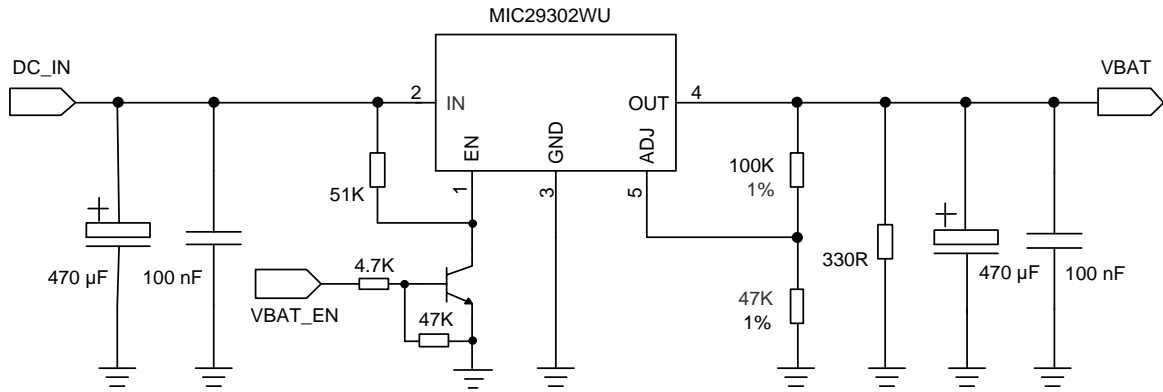 MIC29302WU
DC_IN
VBAT
2
IN
OUT
4
EN
GND
ADJ
1
3
5
51K
100K
1%
470 µF
100 nF
4.7K
VBAT_EN
47K
47K
1%
330R
470 µF
100 nF